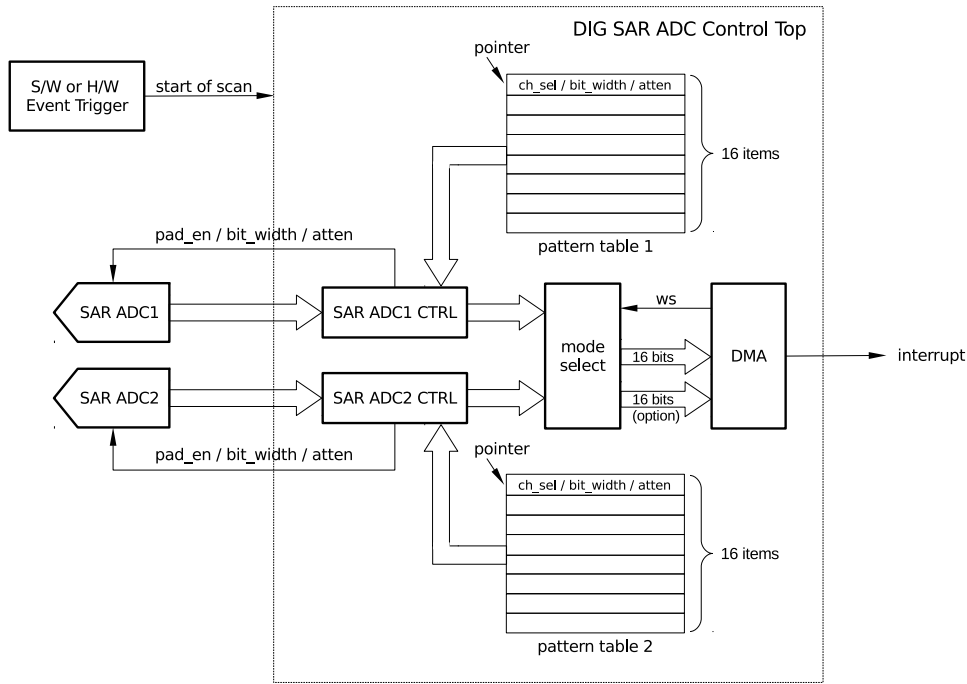 DIG SAR ADC Control Top
pointer
S/W or H/W
Event Trigger
start of scan
ch_sel / bit_width / atten
16 items
pattern table 1
pad_en / bit_width / atten
SAR ADC1
SAR ADC1 CTRL
mode
select
ws
16 bits
DMA
interrupt
SAR ADC2
SAR ADC2 CTRL
16 bits
(option)
pad_en / bit_width / atten
pointer
ch_sel / bit_width / atten
16 items
pattern table 2